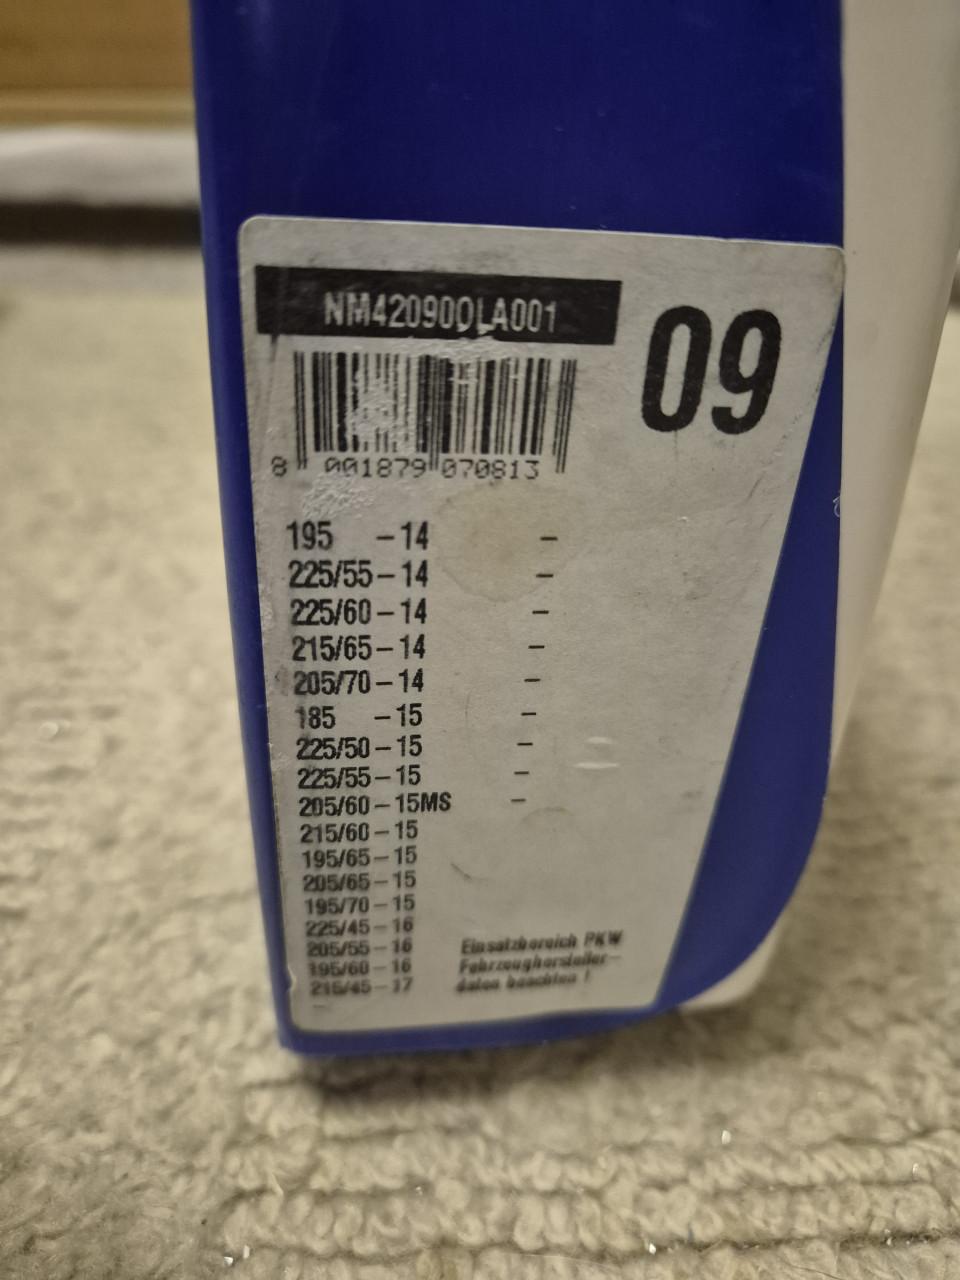 NM420900LA001
09
8 001879 070813
195 - 14 -
225/55 - 14 -
225/60 - 14 -
215/65 - 14 -
205/70 - 14 -
185 - 15 -
225/50 - 15 -
225/55 - 15 -
205/60 - 15MS -
215/60 - 15
195/65 - 15
205/65 - 15
195/70 - 15
225/45 - 16
205/55 - 16
195/60 - 16
215/45 - 17
Einsatzbereich PKW
Fahrzeughersteller-
daten beachten !